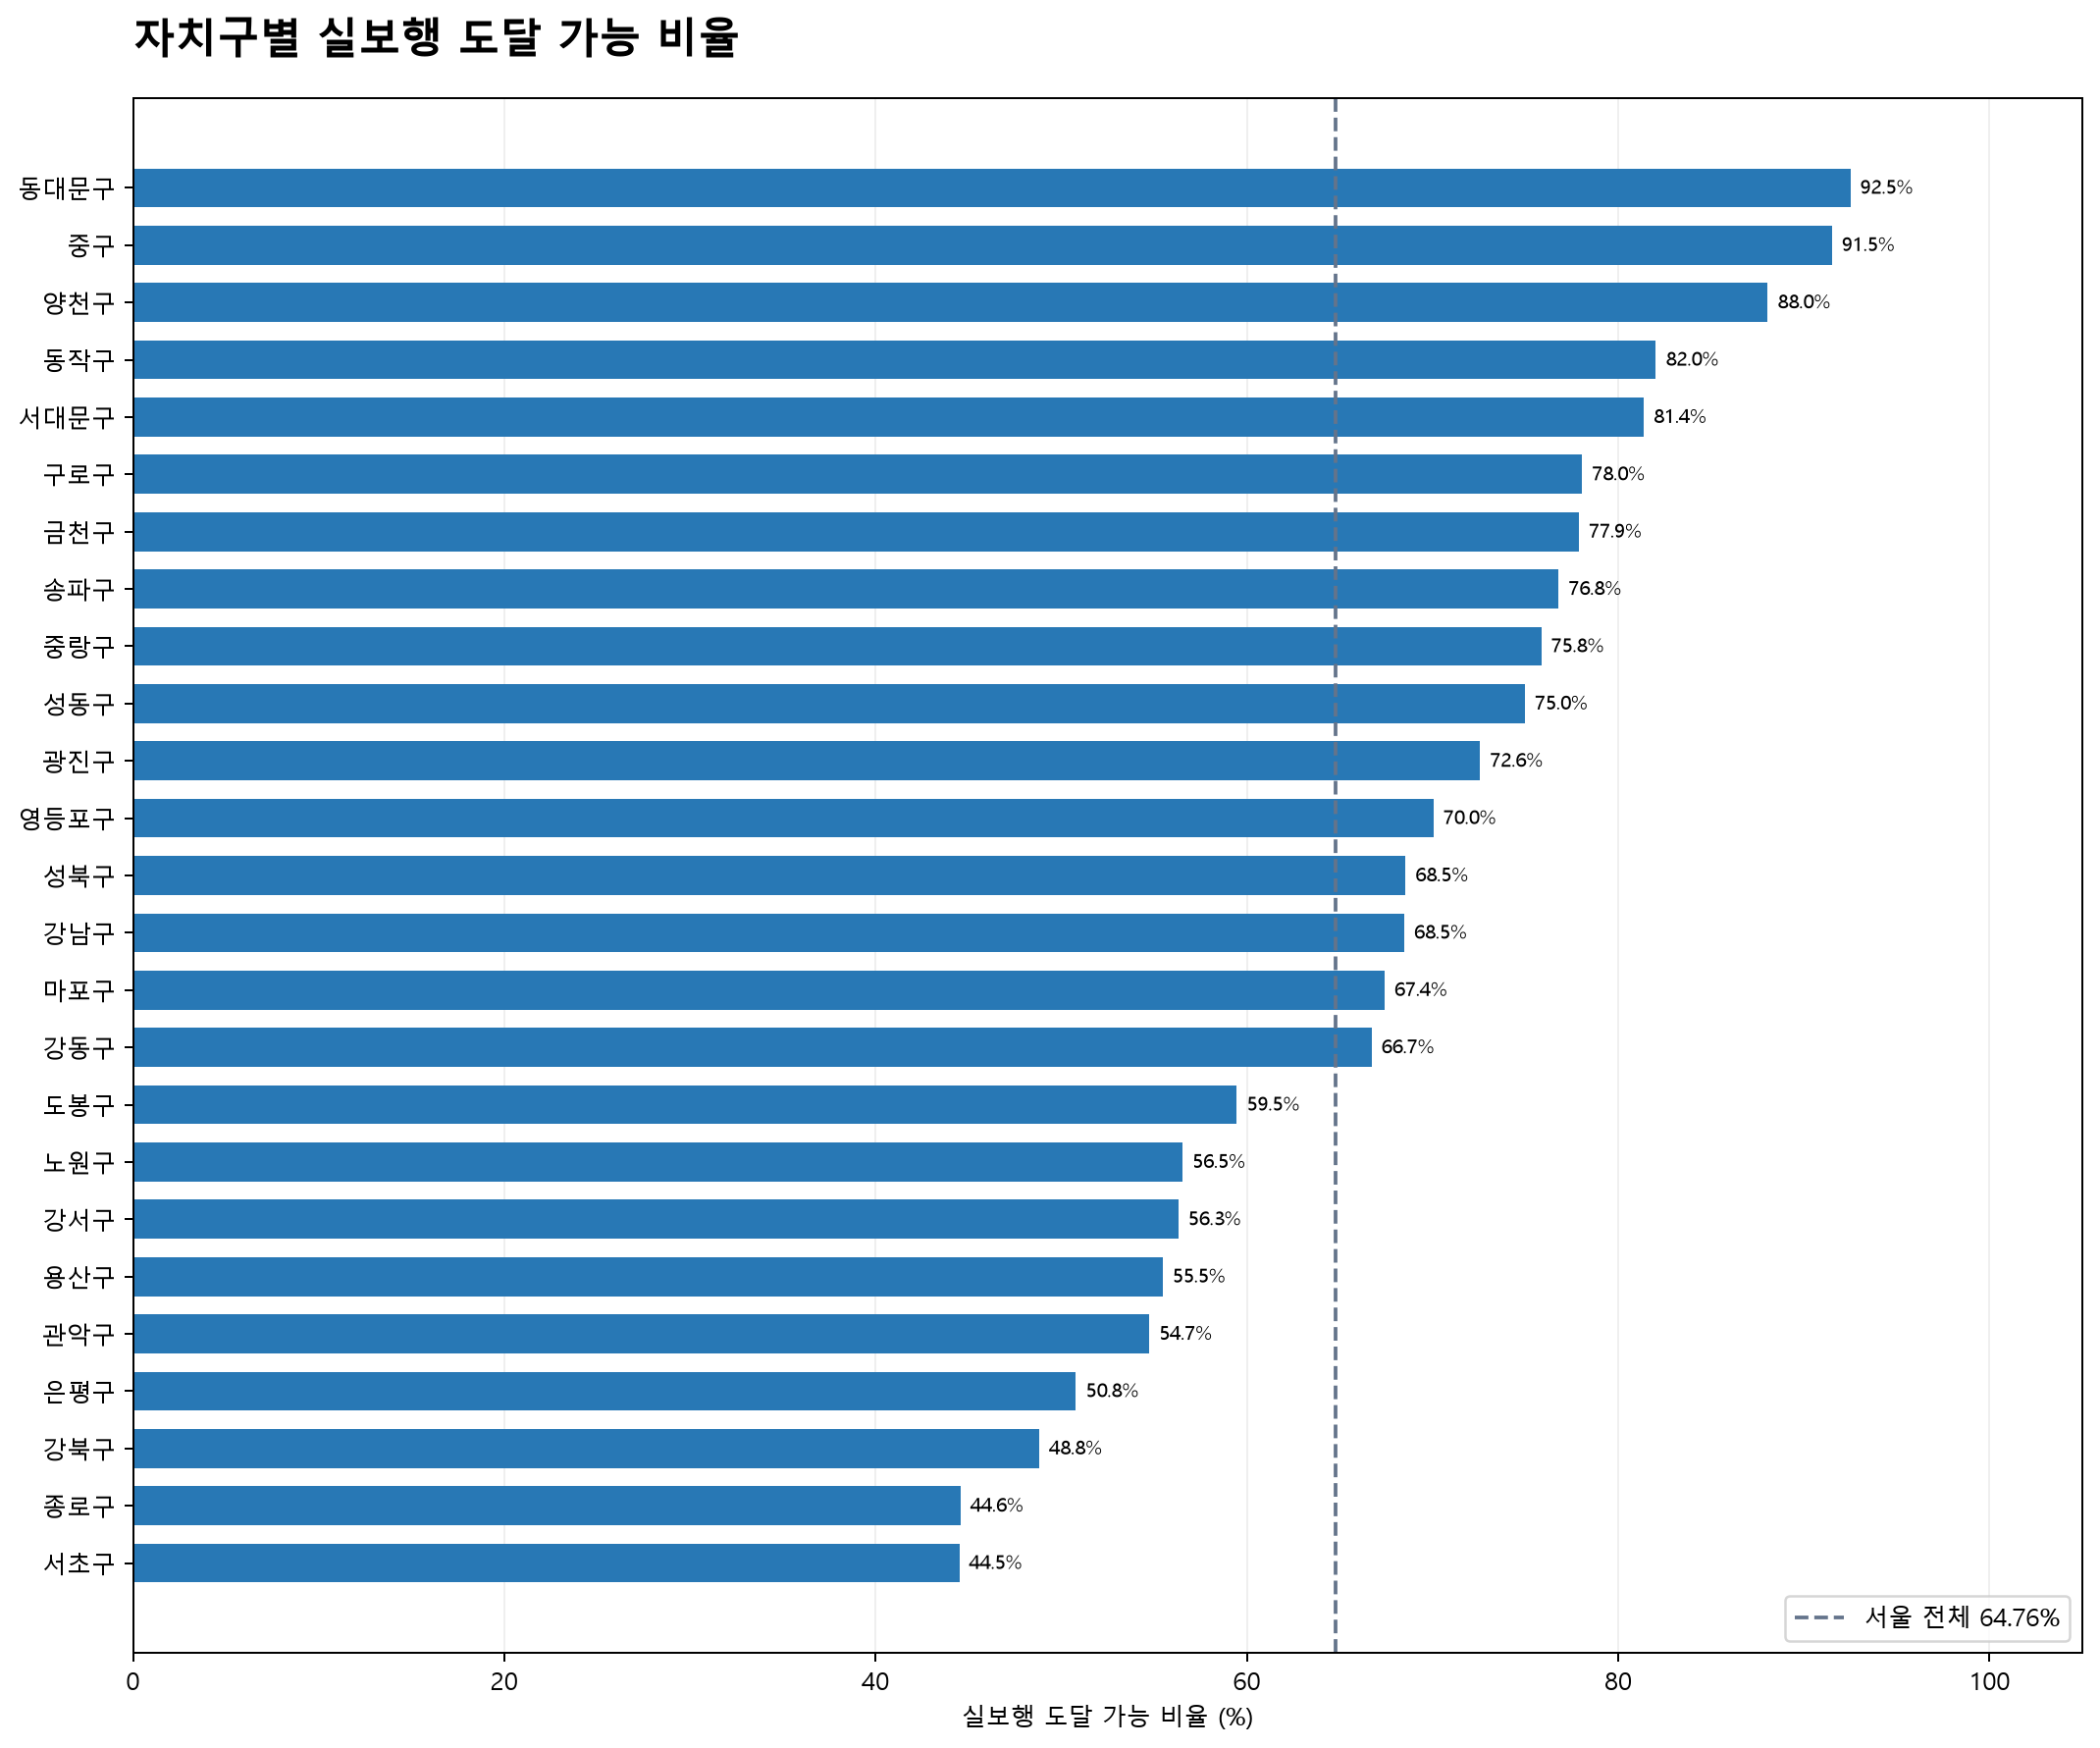 자치구별 실보행 도달 가능 비율
동대문구 92.5%
중구 91.5%
양천구 88.0%
동작구 82.0%
서대문구 81.4%
구로구 78.0%
금천구 77.9%
송파구 76.8%
중랑구 75.8%
성동구 75.0%
광진구 72.6%
영등포구 70.0%
성북구 68.5%
강남구 68.5%
마포구 67.4%
강동구 66.7%
도봉구 59.5%
노원구 56.5%
강서구 56.3%
용산구 55.5%
관악구 54.7%
은평구 50.8%
강북구 48.8%
종로구 44.6%
서초구 44.5%
서울 전체 64.76%
0 20 40 60 80 100
실보행 도달 가능 비율 (%)